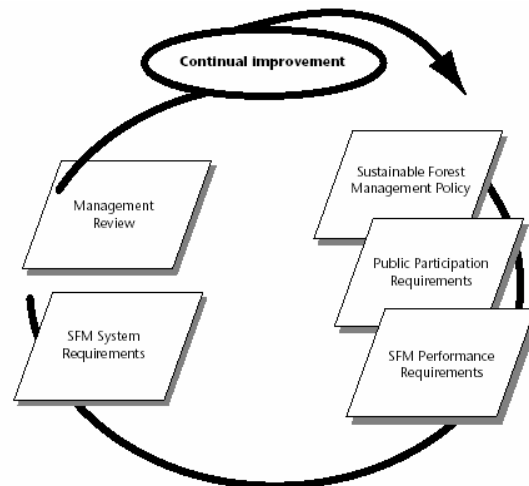 Continual improvement
Sustainable Forest
Management Policy
Management
Review
Public Participation
Requirements
SFM System
Requirements
SFM Performance
Requirements